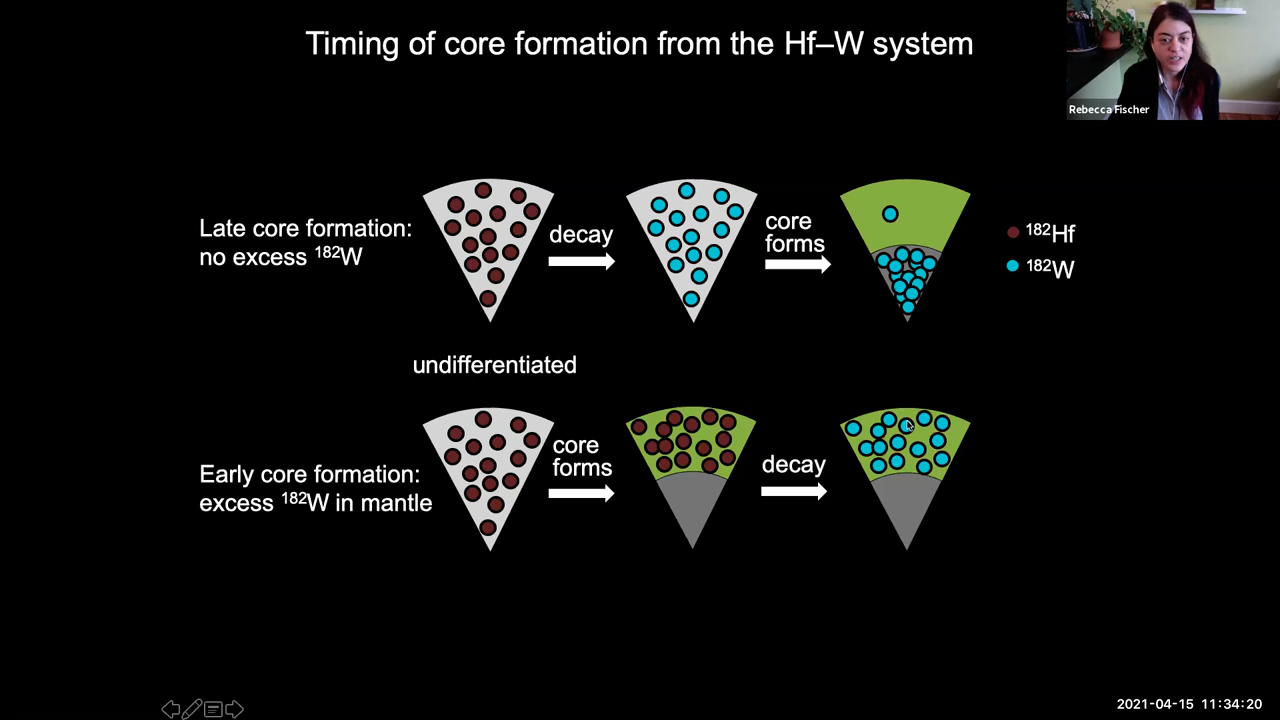 Timing of core formation from the Hf–W system
Rebecca Fischer
Late core formation:
no excess ¹⁸²W
decay
core
forms
¹⁸²Hf
¹⁸²W
undifferentiated
Early core formation:
excess ¹⁸²W in mantle
core
forms
decay
2021-04-15 11:34:20